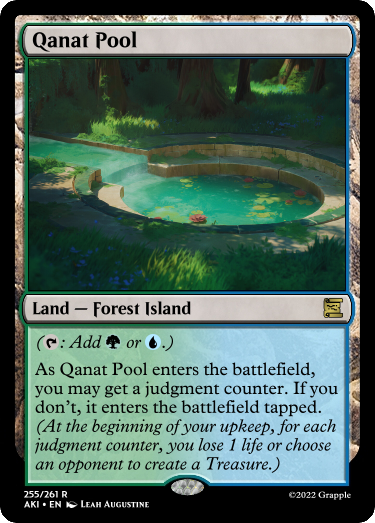 Qanat Pool
Land — Forest Island
(: Add or .)
As Qanat Pool enters the battlefield,
you may get a judgment counter. If you
don't, it enters the battlefield tapped.
(At the beginning of your upkeep, for each
judgment counter, you lose 1 life or choose
an opponent to create a Treasure.)
255/261 R
AKI • EN Leah Augustine
©2022 Grapple